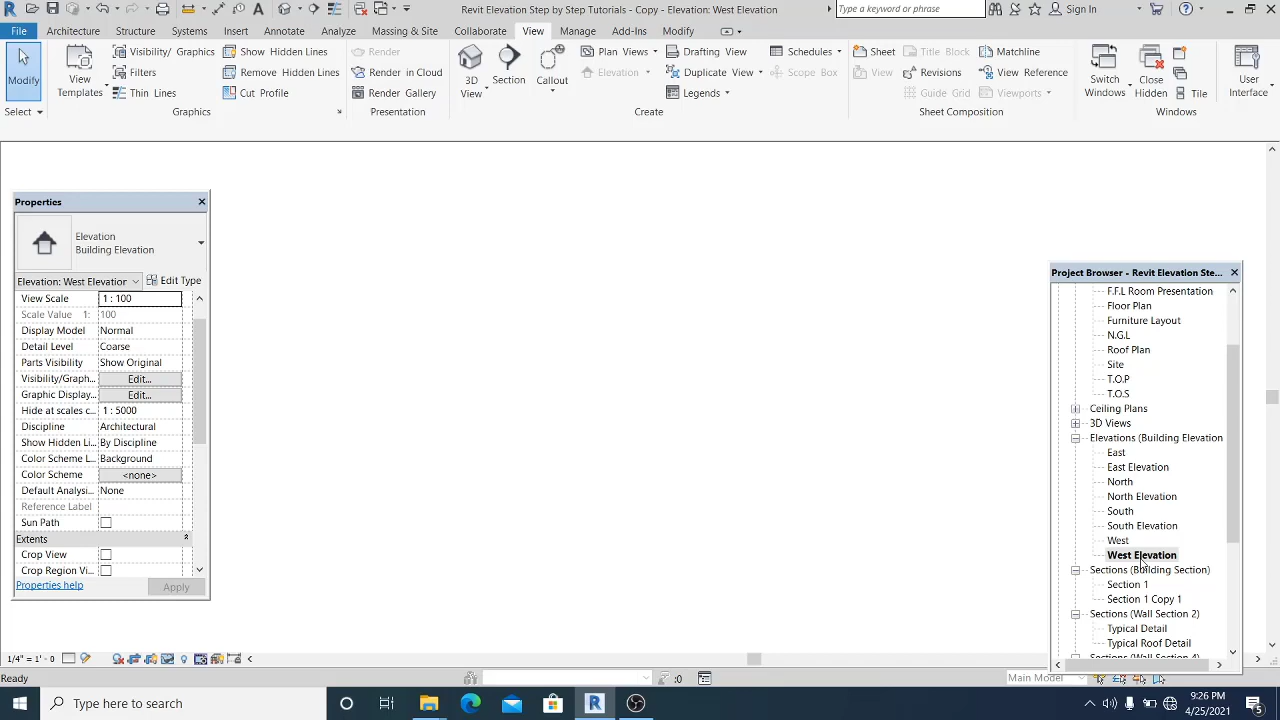 Revit Elevation Step by Step Tutorials - Copy - Elevation: West Elevation
Type a keyword or phrase
Sign In
File Architecture Structure Systems Insert Annotate Analyze Massing & Site Collaborate View Manage Add-Ins Modify
Modify
Select
View
Templates
Visibility/ Graphics
Filters
Thin Lines
Show Hidden Lines
Remove Hidden Lines
Cut Profile
Graphics
Render
Render in Cloud
Render Gallery
Presentation
3D
View
Section
Callout
Plan Views
Elevation
Drafting View
Duplicate View
Legends
Schedules
Scope Box
Create
Sheet
View
Title Block
Revisions
Guide Grid
Matchline
View Reference
Viewports
Sheet Composition
Switch
Windows
Close
Hidden
Tile
Windows
User
Interface
Properties
Elevation
Building Elevation
Elevation: West Elevation
Edit Type
View Scale 1 : 100
Scale Value 1: 100
Display Model Normal
Detail Level Coarse
Parts Visibility Show Original
Visibility/Graph... Edit...
Graphic Display... Edit...
Hide at scales c... 1 : 5000
Discipline Architectural
Show Hidden Li... By Discipline
Color Scheme L... Background
Color Scheme <none>
Default Analysi... None
Reference Label
Sun Path
Extents
Crop View
Crop Region Vi...
Properties help
Apply
Project Browser - Revit Elevation Ste...
F.F.L Room Presentation
Floor Plan
Furniture Layout
N.G.L
Roof Plan
Site
T.O.P
T.O.S
Ceiling Plans
3D Views
Elevations (Building Elevation
East
East Elevation
North
North Elevation
South
South Elevation
West
West Elevation
Sections (Building Section)
Section 1
Section 1 Copy 1
Sections (Wall Section 2)
Typical Detail
Typical Roof Detail
Sections (Wall Section 4)
1/4" = 1' - 0
Ready
:0
Main Model
Type here to search
9:26 PM
4/25/2021